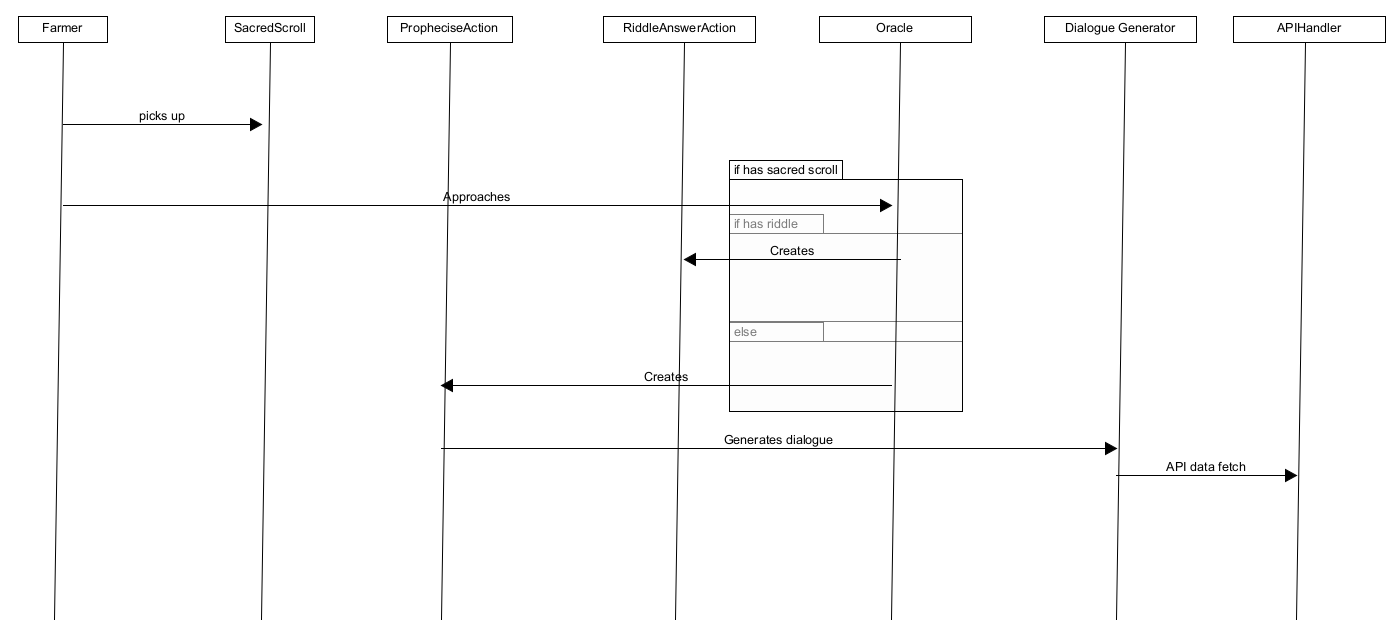 Farmer
SacredScroll
PropheciseAction
RiddleAnswerAction
Oracle
Dialogue Generator
APIHandler
picks up
if has sacred scroll
Approaches
if has riddle
Creates
else
Creates
Generates dialogue
API data fetch